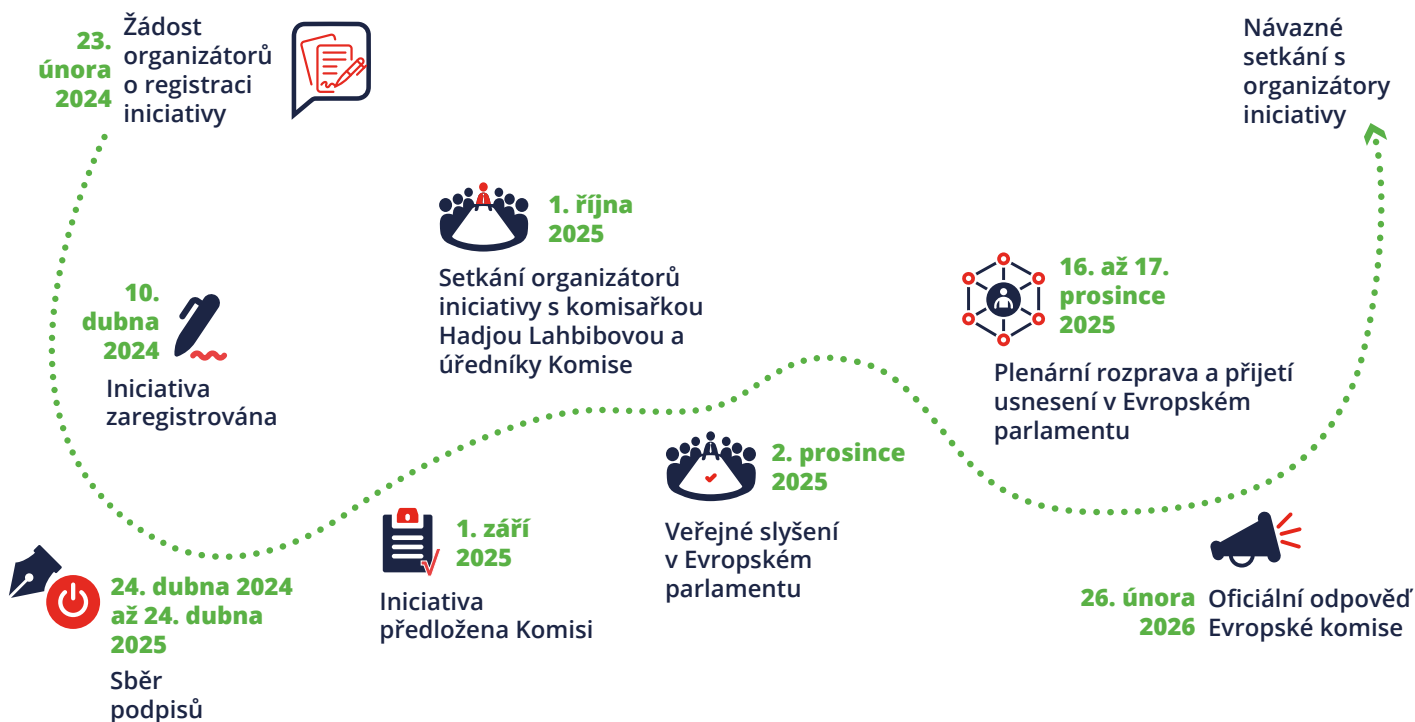 23.
února
2024
Žádost
organizátorů
o registraci
iniciativy
10.
dubna
2024
Iniciativa
zaregistrována
24. dubna 2024
až 24. dubna
2025
Sběr
podpisů
1. září
2025
Iniciativa
předložena Komisi
1. října
2025
Setkání organizátorů
iniciativy s komisařkou
Hadjou Lahbibovou a
úředníky Komise
2. prosince
2025
Veřejné slyšení
v Evropském
parlamentu
16. až 17.
prosince
2025
Plenární rozprava a přijetí
usnesení v Evropském
parlamentu
26. února
2026
Oficiální odpověď
Evropské komise
Návazné
setkání s
organizátory
iniciativy